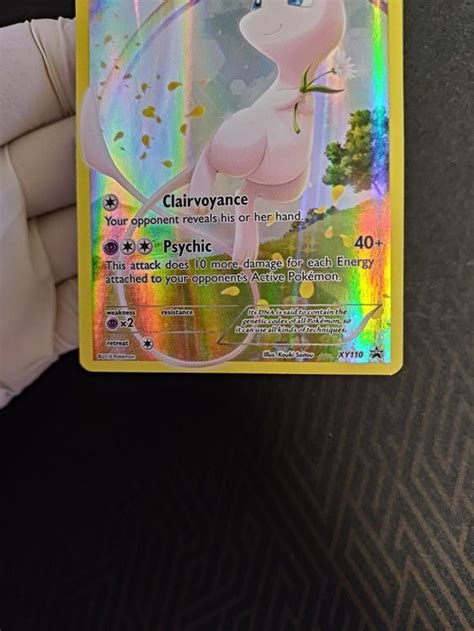 Clairvoyance
Your opponent reveals his or her hand.
Psychic 40+
This attack does 10 more damage for each Energy
attached to your opponent's Active Pokémon.
weakness resistance
×2
Its DNA is said to contain the
genetic codes of all Pokémon, so
it can use all kinds of techniques.
retreat
©2016 Pokémon
Illus. Kouki Saitou
XY110